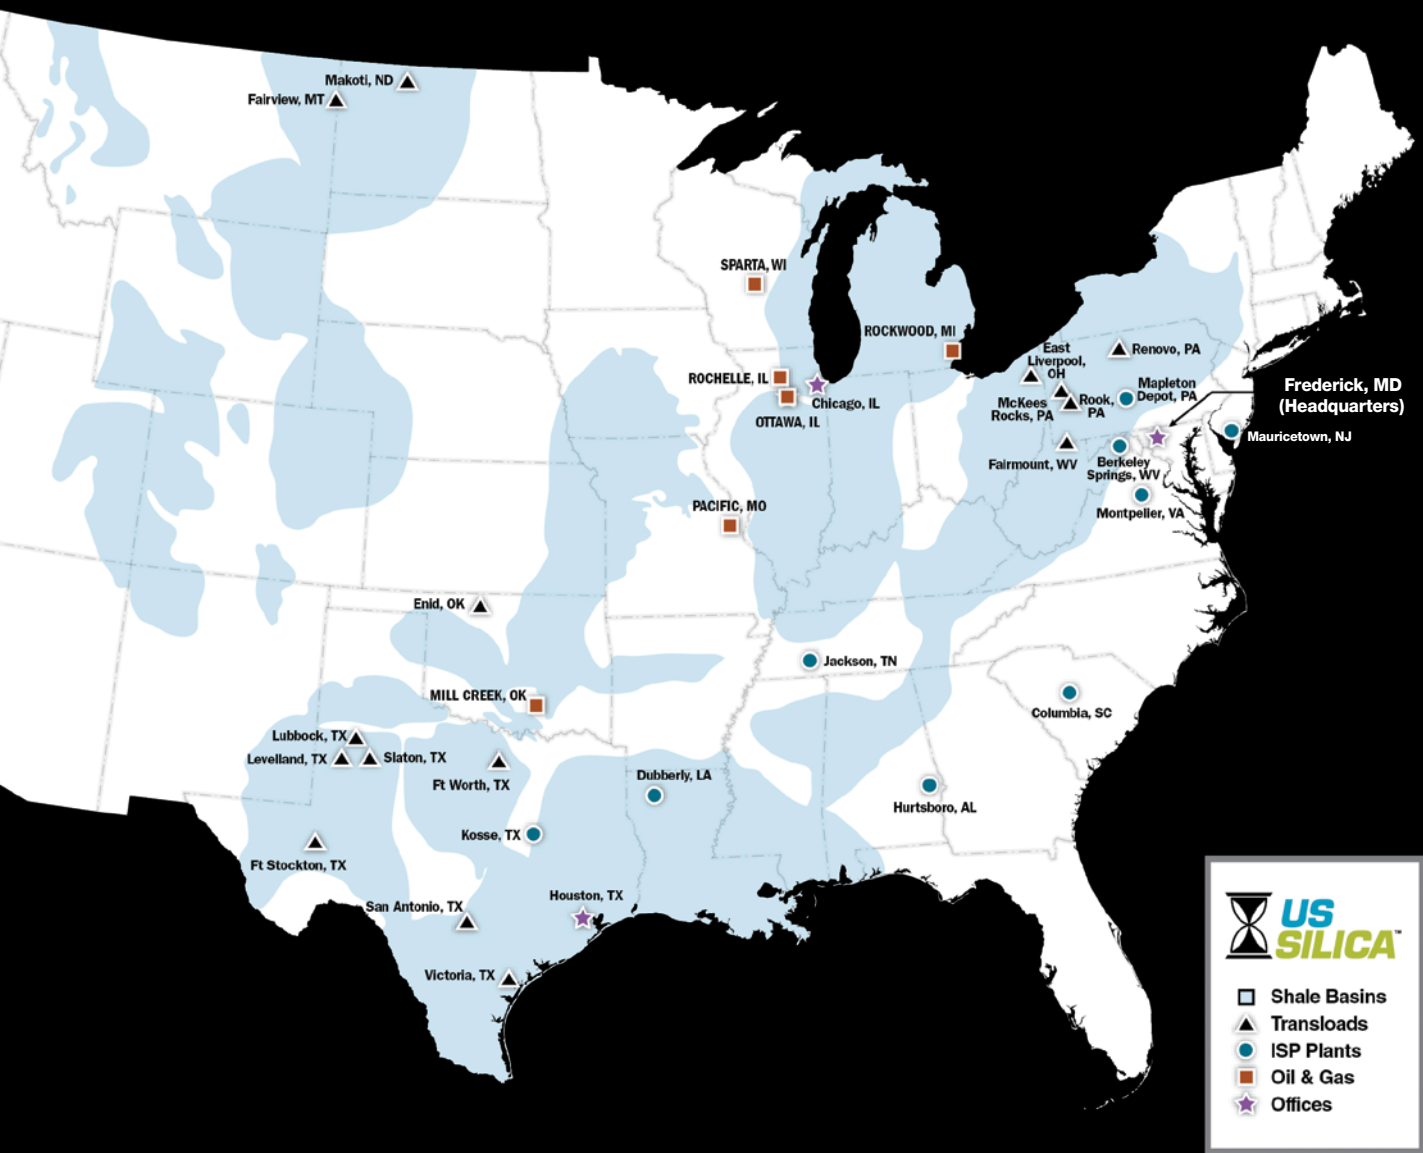 Makoti, ND
Fairview, MT
SPARTA, WI
ROCKWOOD, MI
East
Liverpool,
OH
Renovo, PA
ROCHELLE, IL
Chicago, IL
OTTAWA, IL
McKees
Rocks, PA
Rook,
PA
Mapleton
Depot, PA
Frederick, MD
(Headquarters)
Mauricetown, NJ
Fairmount, WV
Berkeley
Springs, WV
Montpelier, VA
PACIFIC, MO
Enid, OK
Jackson, TN
MILL CREEK, OK
Columbia, SC
Lubbock, TX
Levelland, TX
Slaton, TX
Ft Worth, TX
Dubberly, LA
Hurtsboro, AL
Kosse, TX
Ft Stockton, TX
San Antonio, TX
Houston, TX
Victoria, TX
US
SILICA™
Shale Basins
Transloads
ISP Plants
Oil & Gas
Offices